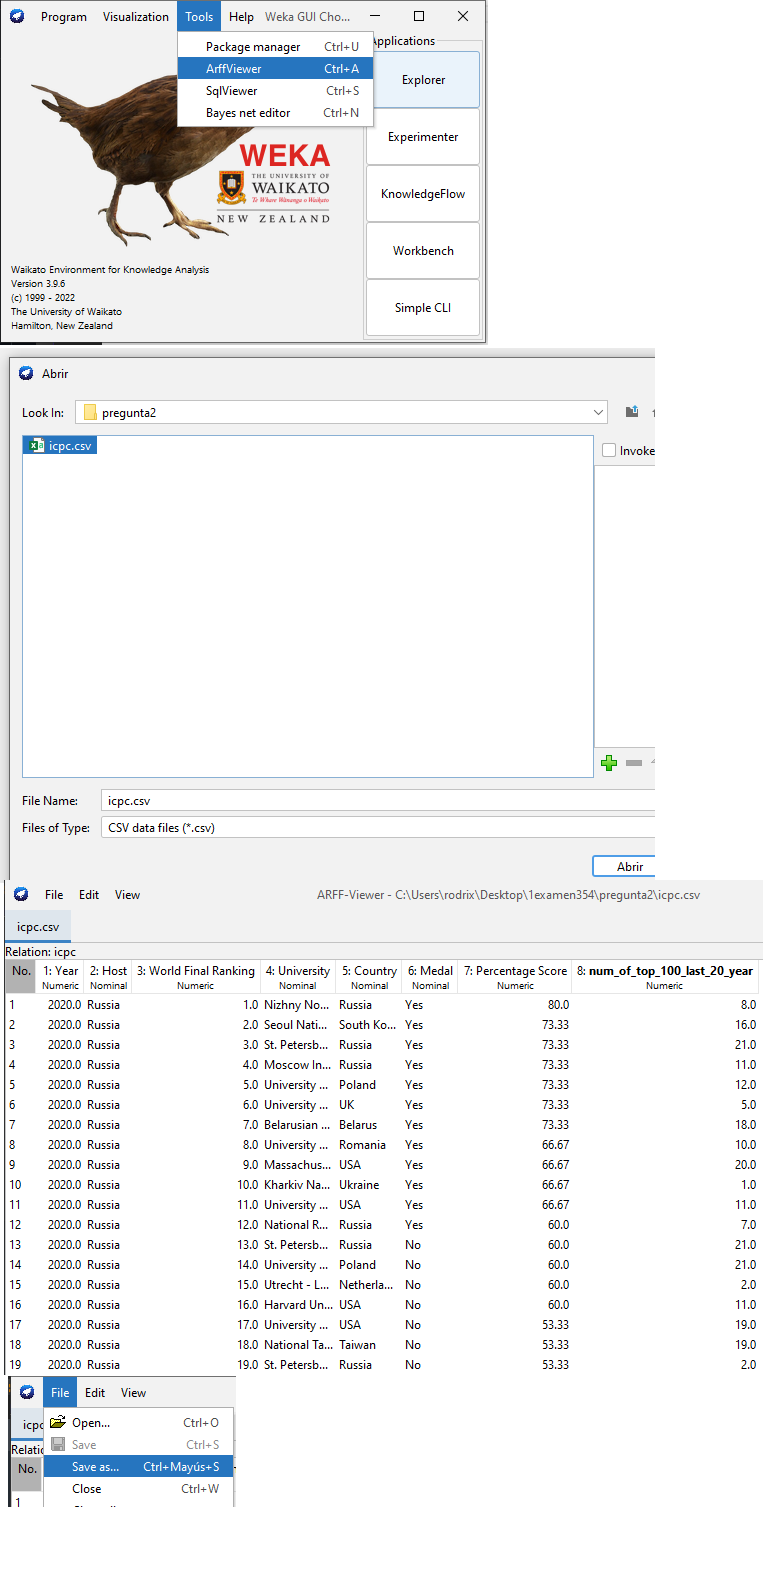 Program Visualization Tools Help Weka GUI Cho...
Package manager Ctrl+U
ArffViewer Ctrl+A
SqlViewer Ctrl+S
Bayes net editor Ctrl+N
Applications
Explorer
Experimenter
KnowledgeFlow
Workbench
Simple CLI
WEKA
THE UNIVERSITY OF
WAIKATO
Te Whare Wānanga o Waikato
NEW ZEALAND
Waikato Environment for Knowledge Analysis
Version 3.9.6
(c) 1999 - 2022
The University of Waikato
Hamilton, New Zealand
Abrir
Look In: pregunta2
icpc.csv
Invoke
File Name: icpc.csv
Files of Type: CSV data files (*.csv)
Abrir
File Edit View ARFF-Viewer - C:\Users\rodrix\Desktop\1examen354\pregunta2\icpc.csv
icpc.csv
Relation: icpc
No. 1: Year 2: Host 3: World Final Ranking 4: University 5: Country 6: Medal 7: Percentage Score 8: num_of_top_100_last_20_year
Numeric Nominal Numeric Nominal Nominal Nominal Numeric Numeric
1 2020.0 Russia 1.0 Nizhny No... Russia Yes 80.0 8.0
2 2020.0 Russia 2.0 Seoul Nati... South Ko... Yes 73.33 16.0
3 2020.0 Russia 3.0 St. Petersb... Russia Yes 73.33 21.0
4 2020.0 Russia 4.0 Moscow In... Russia Yes 73.33 11.0
5 2020.0 Russia 5.0 University ... Poland Yes 73.33 12.0
6 2020.0 Russia 6.0 University ... UK Yes 73.33 5.0
7 2020.0 Russia 7.0 Belarusian ... Belarus Yes 73.33 18.0
8 2020.0 Russia 8.0 University ... Romania Yes 66.67 10.0
9 2020.0 Russia 9.0 Massachus... USA Yes 66.67 20.0
10 2020.0 Russia 10.0 Kharkiv Na... Ukraine Yes 66.67 1.0
11 2020.0 Russia 11.0 University ... USA Yes 66.67 11.0
12 2020.0 Russia 12.0 National R... Russia Yes 60.0 7.0
13 2020.0 Russia 13.0 St. Petersb... Russia No 60.0 21.0
14 2020.0 Russia 14.0 University ... Poland No 60.0 21.0
15 2020.0 Russia 15.0 Utrecht - L... Netherla... No 60.0 2.0
16 2020.0 Russia 16.0 Harvard Un... USA No 60.0 11.0
17 2020.0 Russia 17.0 University ... USA No 53.33 19.0
18 2020.0 Russia 18.0 National Ta... Taiwan No 53.33 19.0
19 2020.0 Russia 19.0 St. Petersb... Russia No 53.33 2.0
File Edit View
icpc
Relatio
No.
1
Open... Ctrl+O
Save Ctrl+S
Save as... Ctrl+Mayús+S
Close Ctrl+W